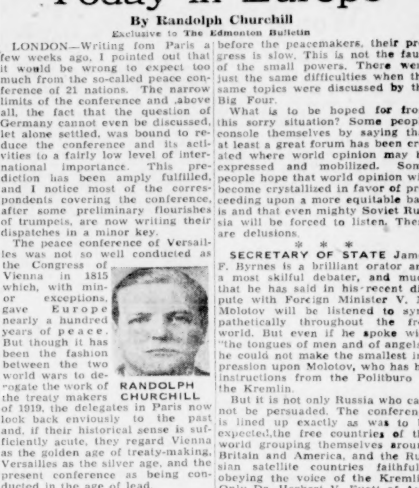 Today in Europe
By Randolph Churchill
Exclusive to The Edmonton Bulletin
LONDON—Writing fom Paris a
few weeks ago, I pointed out that
it would be wrong to expect too
much from the so-called peace con-
ference of 21 nations. The narrow
limits of the conference and above
all, the fact that the question of
Germany cannot even be discussed,
let alone settled, was bound to re-
duce the conference and its acti-
vities to a fairly low level of inter-
national importance. This pre-
diction has been amply fulfilled,
and I notice most of the corres-
pondents covering the conference,
after some preliminary flourishes
of trumpets, are now writing their
dispatches in a minor key.
The peace conference of Versail-
les was not so well conducted as
the Congress of
Vienna in 1815
which, with min-
or exceptions,
gave Europe
nearly a hundred
years of peace.
But though it has
been the fashion
between the two
world wars to de-
rogate the work of
the treaty makers
RANDOLPH
CHURCHILL
of 1919, the delegates in Paris now
look back enviously to the past
and, if their historical sense is suf-
ficiently acute, they regard Vienna
as the golden age of treaty-making,
Versailles as the silver age, and the
present conference as being con-
ducted in the age of lead.
before the peacemakers, their pro
gress is slow. This is not the fau
of the small powers. There wer
just the same difficulties when th
same topics were discussed by th
Big Four.
What is to be hoped for fro
this sorry situation? Some peop
console themselves by saying tha
at least a great forum has been cre
ated where world opinion may b
expressed and mobilized. Som
people hope that world opinion wi
become crystallized in favor of pro
ceeding upon a more equitable ba
is and that even mighty Soviet Ru
sia will be forced to listen. Thes
are delusions.
* * *
SECRETARY OF STATE Jam
F. Byrnes is a brilliant orator an
a most skilful debater, and muc
that he has said in his recent di
pute with Foreign Minister V. M
Molotov will be listened to sym
pathetically throughout the fre
world. But even if he spoke wi
"the tongues of men and of angels
he could not make the smallest im
pression upon Molotov, who has h
instructions from the Politburo
the Kremlin.
But it is not only Russia who ca
not be persuaded. The conferenc
is lined up exactly as was to b
expected, the free countries of th
world grouping themselves aroun
Britain and America, and the Ru
sian satellite countries faithful
obeying the voice of the Kremli